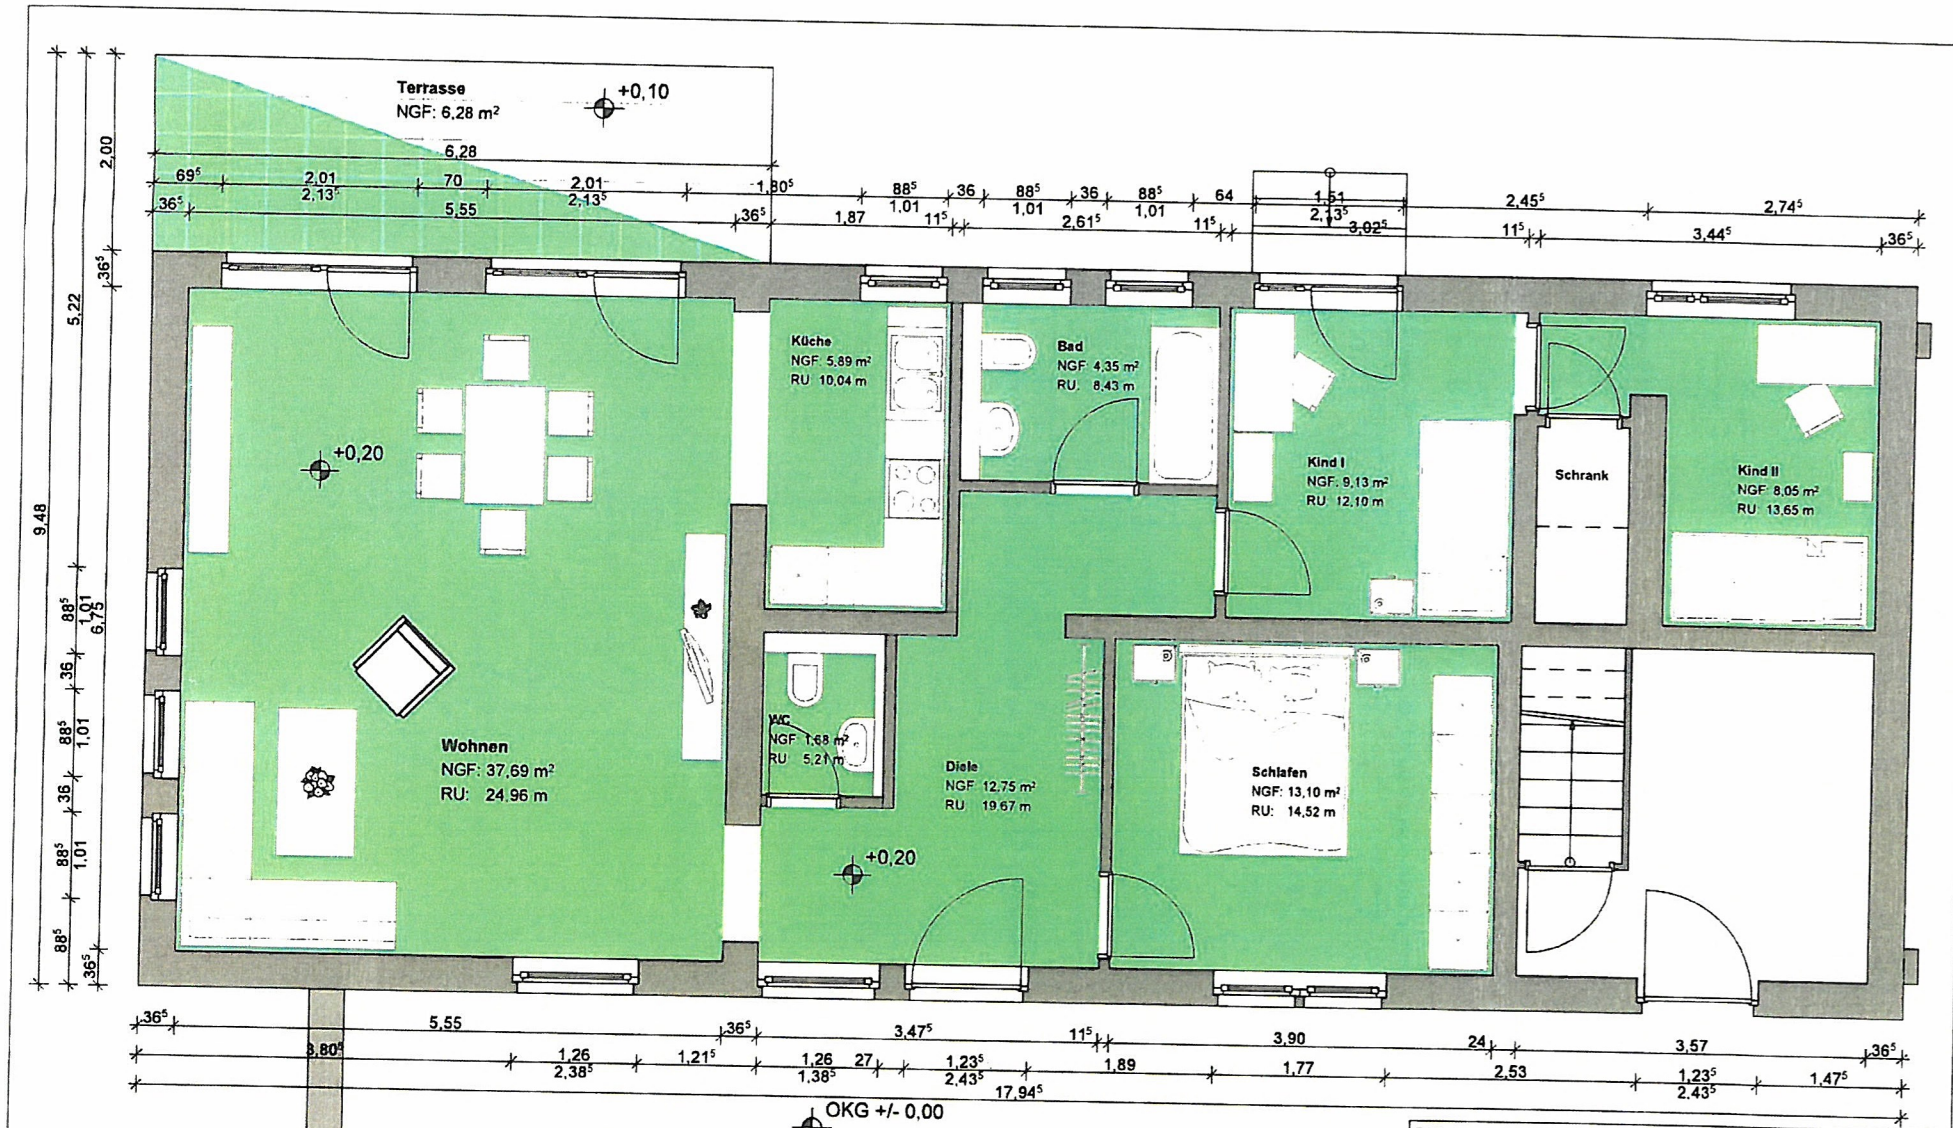 Terrasse
NGF: 6,28 m²
+0,10
6,28
69⁵ 2,01 70 2,01 1,80⁵ 88⁵ 36 88⁵ 36 88⁵ 64 1,51 2,45⁵ 2,74⁵
2,13⁵ 2,13⁵ 1,01 1,01 1,01 2,13⁵
36⁵ 5,55 36⁵ 1,87 11⁵ 2,61⁵ 11⁵ 3,02⁵ 11⁵ 3,44⁵ 36⁵
2,00
36⁵
5,22
9,48
6,75
88⁵
1,01
36
88⁵
1,01
36
88⁵
1,01
88⁵
36⁵
+0,20
Küche
NGF: 5,89 m²
RU: 10,04 m
Bad
NGF: 4,35 m²
RU: 8,43 m
Kind I
NGF: 9,13 m²
RU: 12,10 m
Schrank
Kind II
NGF: 8,05 m²
RU: 13,65 m
Wohnen
NGF: 37,69 m²
RU: 24,96 m
WC
NGF: 1,68 m²
RU: 5,21 m
Diele
NGF: 12,75 m²
RU: 19,67 m
Schlafen
NGF: 13,10 m²
RU: 14,52 m
+0,20
36⁵ 5,55 36⁵ 3,47⁵ 11⁵ 3,90 24 3,57 36⁵
3,80⁵ 1,26 1,21⁵ 1,26 27 1,23⁵ 1,89 1,77 2,53 1,23⁵ 1,47⁵
2,38⁵ 1,38⁵ 2,43⁵ 2,43⁵
17,94⁵
OKG +/- 0,00